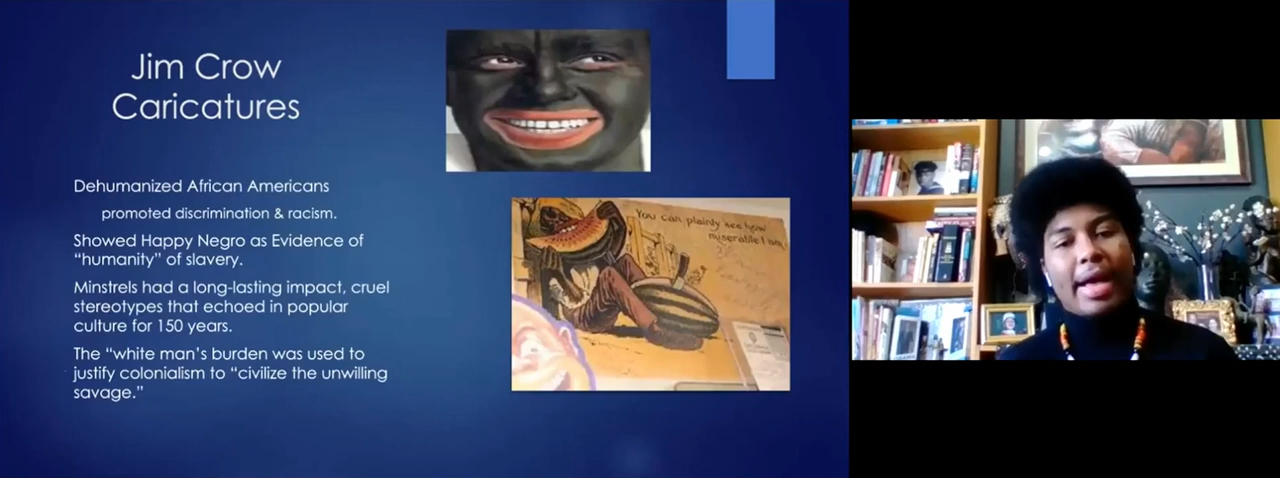 Jim Crow
Caricatures
Dehumanized African Americans
promoted discrimination & racism.
Showed Happy Negro as Evidence of
“humanity” of slavery.
Minstrels had a long-lasting impact, cruel
stereotypes that echoed in popular
culture for 150 years.
The “white man’s burden was used to
justify colonialism to “civilize the unwilling
savage.”
You can plainly see how
miserable I am